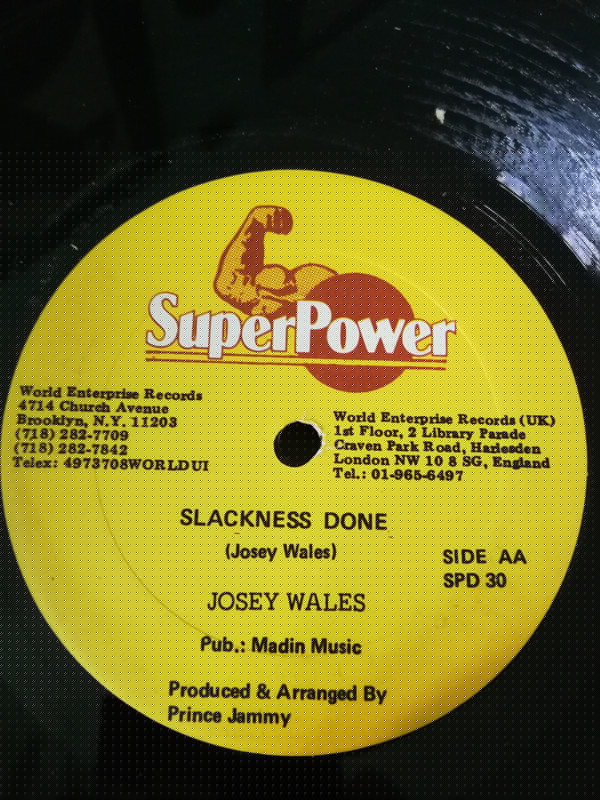 SuperPower
World Enterprise Records
4714 Church Avenue
Brooklyn, N.Y. 11203
(718) 282-7709
(718) 282-7842
Telex: 4973708WORLDUI
World Enterprise Records (UK)
1st Floor, 2 Library Parade
Craven Park Road, Harlesden
London NW 10 8 SG, England
Tel.: 01-965-6497
SLACKNESS DONE
(Josey Wales)
SIDE AA
SPD 30
JOSEY WALES
Pub.: Madin Music
Produced & Arranged By
Prince Jammy